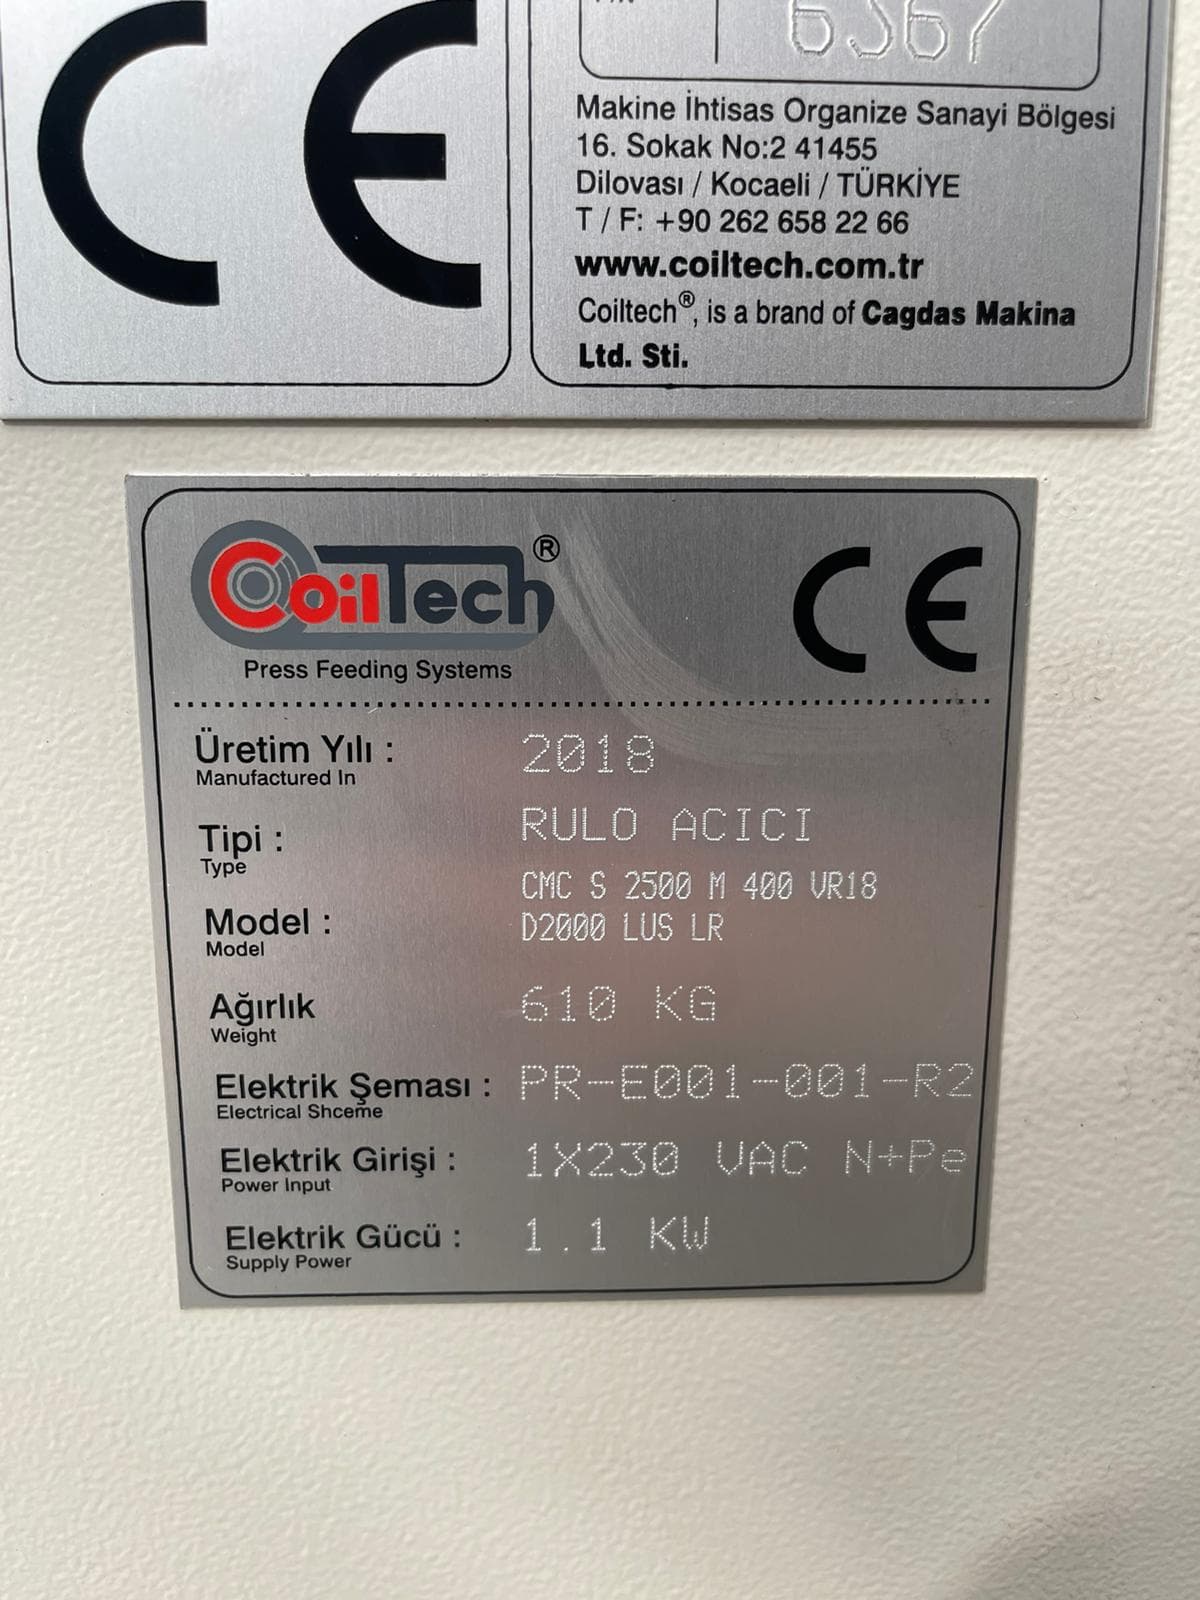 CE
6367
Makine İhtisas Organize Sanayi Bölgesi
16. Sokak No:2 41455
Dilovası / Kocaeli / TÜRKİYE
T / F: +90 262 658 22 66
www.coiltech.com.tr
Coiltech®, is a brand of Cagdas Makina
Ltd. Sti.
CoilTech® CE
Press Feeding Systems
Üretim Yılı : 2018
Manufactured In
Tipi : RULO ACICI
Type
CMC S 2500 M 400 VR18
Model : D2000 LUS LR
Model
Ağırlık 610 KG
Weight
Elektrik Şeması : PR-E001-001-R2
Electrical Shceme
Elektrik Girişi : 1X230 VAC N+Pe
Power Input
Elektrik Gücü : 1.1 KW
Supply Power